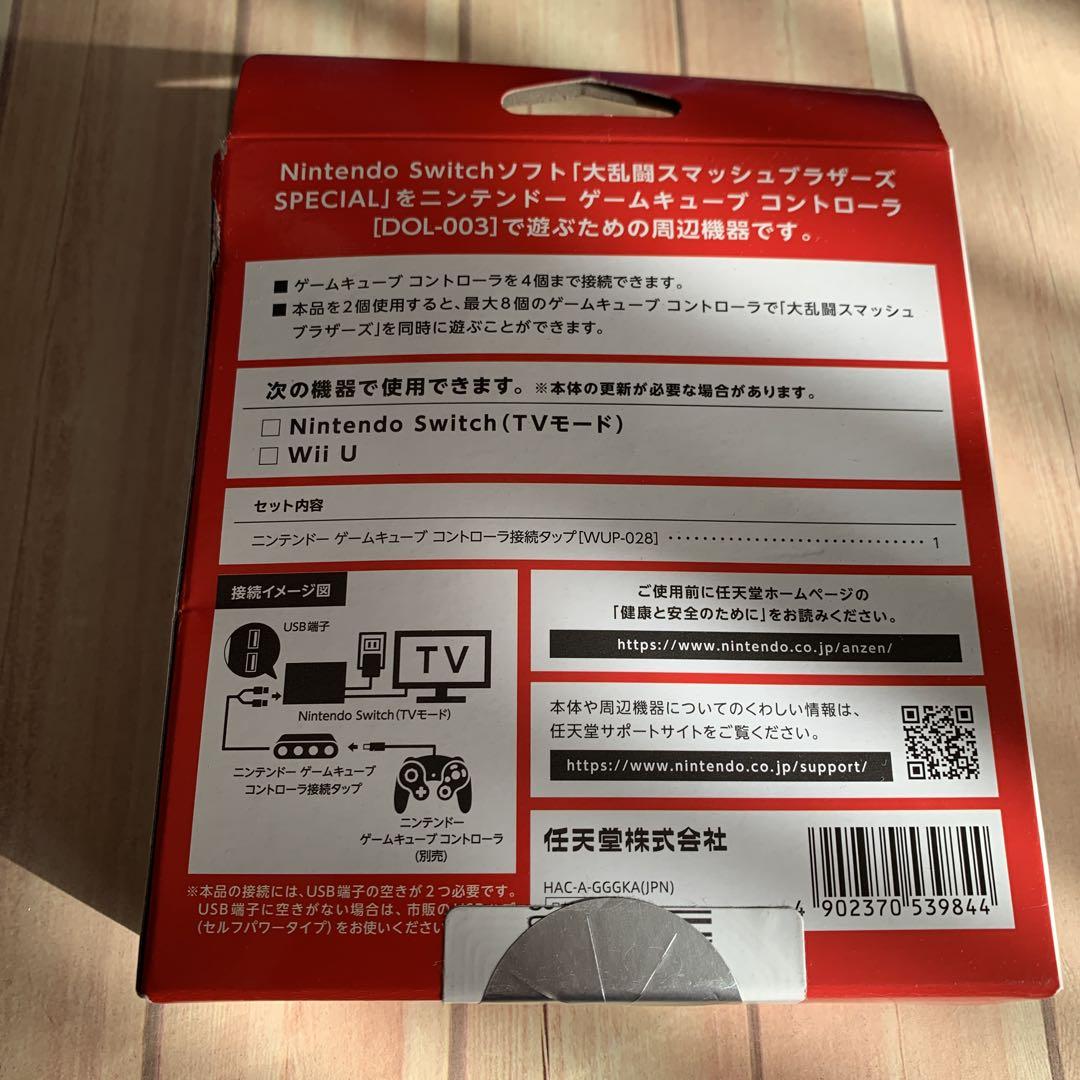 Nintendo Switchソフト「大乱闘スマッシュブラザーズ
SPECIAL」をニンテンドー ゲームキューブ コントローラ
[DOL-003]で遊ぶための周辺機器です。
■ ゲームキューブ コントローラを4個まで接続できます。
■ 本品を2個使用すると、最大8個のゲームキューブ コントローラで「大乱闘スマッシュ
ブラザーズ」を同時に遊ぶことができます。
次の機器で使用できます。※本体の更新が必要な場合があります。
□ Nintendo Switch(TVモード)
□ Wii U
セット内容
ニンテンドー ゲームキューブ コントローラ接続タップ[WUP-028] ･････････････････････････････ 1
接続イメージ図
USB端子
TV
Nintendo Switch(TVモード)
ニンテンドー ゲームキューブ
コントローラ接続タップ
ニンテンドー
ゲームキューブ コントローラ
(別売)
※本品の接続には、USB端子の空きが2つ必要です。
USB端子に空きがない場合は、市販の
(セルフパワータイプ)をお使いください
ご使用前に任天堂ホームページの
「健康と安全のために」をお読みください。
https://www.nintendo.co.jp/anzen/
本体や周辺機器についてのくわしい情報は、
任天堂サポートサイトをご覧ください。
https://www.nintendo.co.jp/support/
任天堂株式会社
HAC-A-GGGKA(JPN)
4 902370 539844